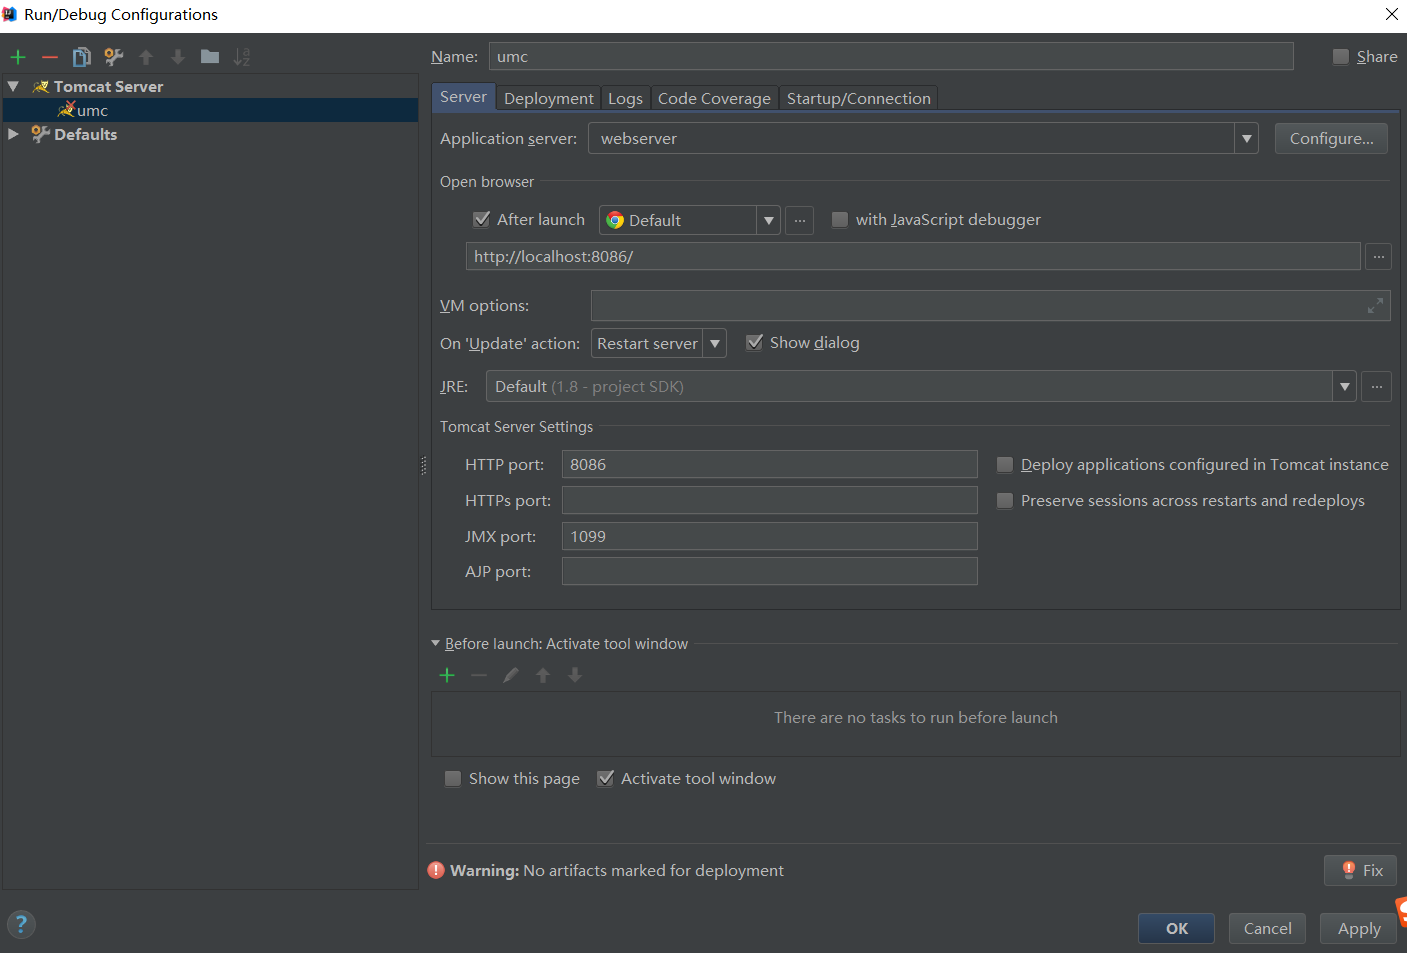 Run/Debug Configurations
Name: umc Share
Tomcat Server
umc
Defaults
Server Deployment Logs Code Coverage Startup/Connection
Application server: webserver Configure...
Open browser
After launch Default ... with JavaScript debugger
http://localhost:8086/ ...
VM options:
On 'Update' action: Restart server Show dialog
JRE: Default (1.8 - project SDK) ...
Tomcat Server Settings
HTTP port: 8086 Deploy applications configured in Tomcat instance
HTTPs port: Preserve sessions across restarts and redeploys
JMX port: 1099
AJP port:
Before launch: Activate tool window
There are no tasks to run before launch
Show this page Activate tool window
Warning: No artifacts marked for deployment Fix
? OK Cancel Apply